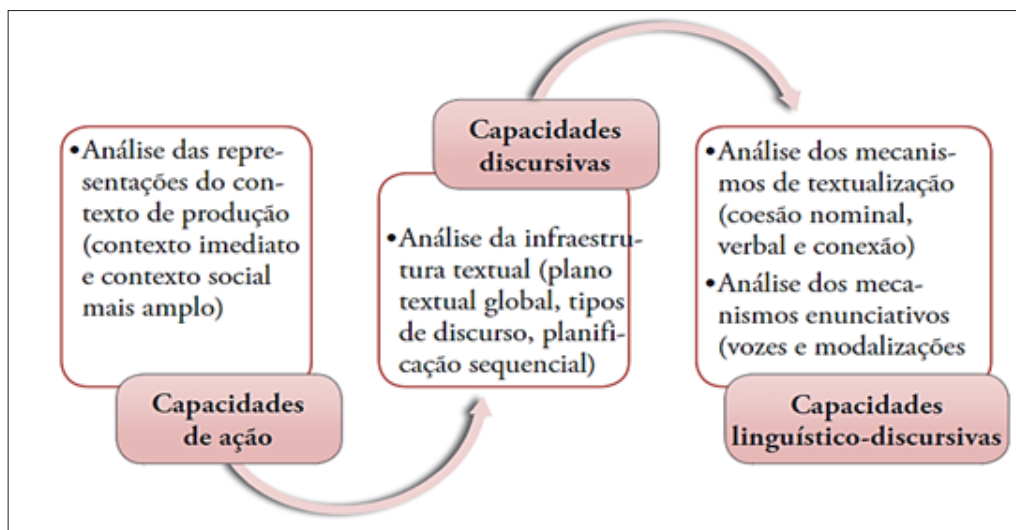 •Análise das repre-
sentações do con-
texto de produção
(contexto imediato
e contexto social
mais amplo)
Capacidades
de ação
Capacidades
discursivas
•Análise da infraestru-
tura textual (plano
textual global, tipos
de discurso, planifi-
cação sequencial)
•Análise dos mecanis-
mos de textualização
(coesão nominal,
verbal e conexão)
•Análise dos meca-
nismos enunciativos
(vozes e modalizações
Capacidades
linguístico-discursivas